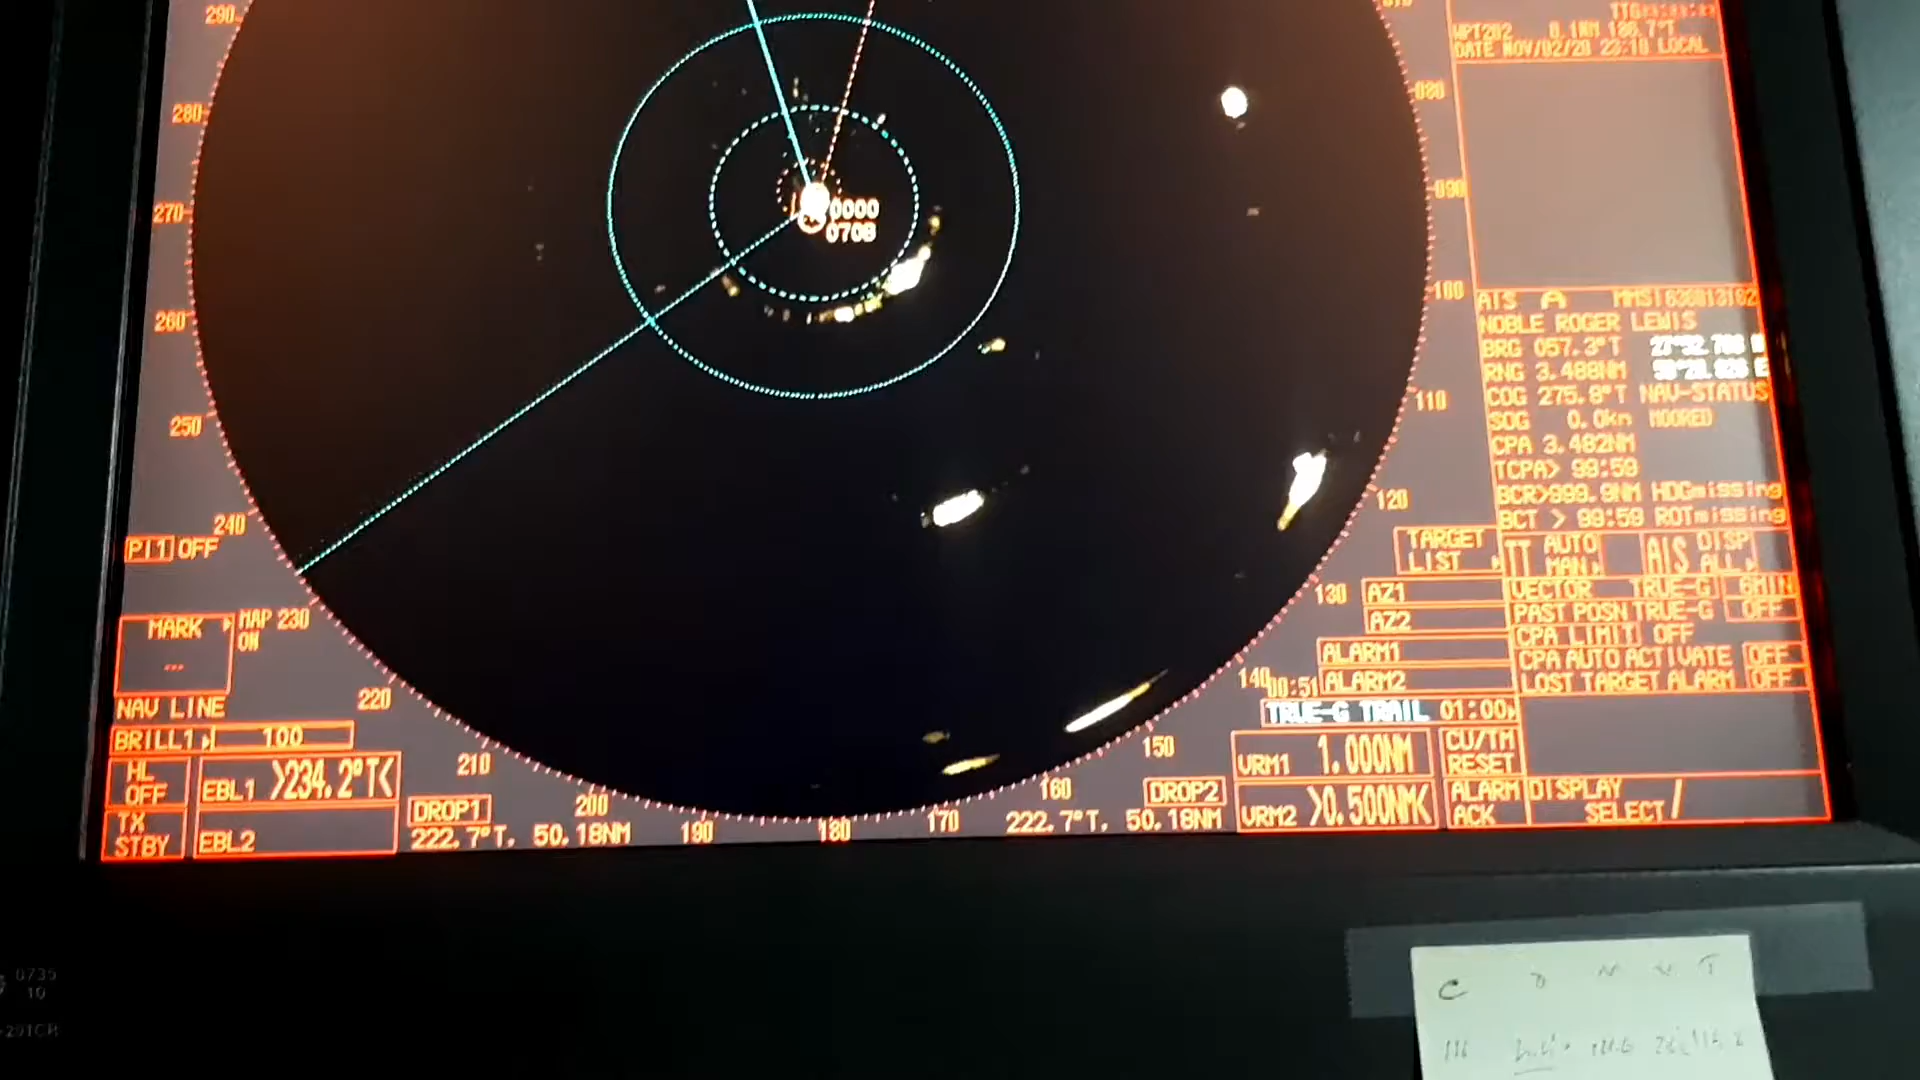 290
280
270
260
250
240
230
220
210
200
190
180
170
160
150
140
130
120
110
100
090
080
0000
070B
DATE NOV/02/20 23:10 LOCAL
AIS A
NOBLE ROGER LEWIS
BRG 057.3°T
RNG 3.488NM
COG 275.8°T NAV-STATUS
SOG 0.0kn MOORED
CPA 3.482NM
TCPA> 99:59
BCR>999.9NM HDGmissing
BCT > 99:59 ROTmissing
TARGET LIST
TT AUTO MAN
AIS DISP ALL
AZ1
AZ2
VECTOR TRUE-G 6MIN
PAST POSN TRUE-G OFF
CPA LIMIT OFF
CPA AUTO ACTIVATE OFF
LOST TARGET ALARM OFF
ALARM1
ALARM2
00:51
TRUE-G TRAIL 01:00
VRM1 1.000NM
VRM2 >0.500NM<
CU/TM RESET
ALARM ACK
DISPLAY SELECT /
PI1 OFF
MARK
---
MAP ON
NAV LINE
BRILL1 100
HL OFF
EBL1 >234.2°T<
TX STBY
EBL2
DROP1
222.7°T, 50.18NM
DROP2
222.7°T, 50.18NM
0735
10